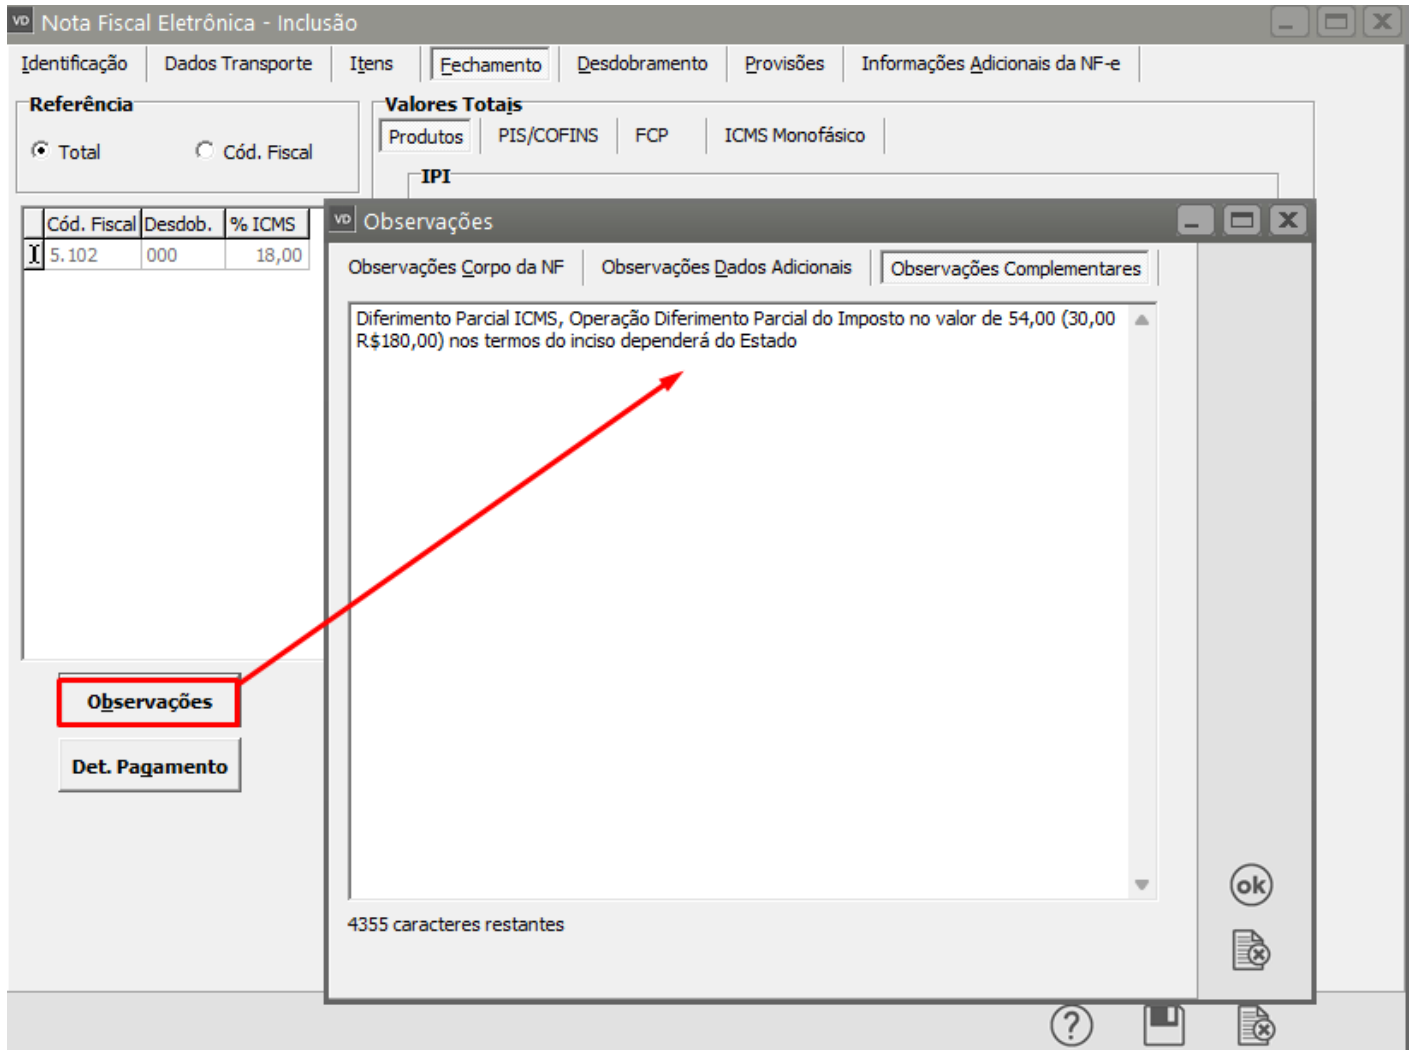 VD Nota Fiscal Eletrônica - Inclusão
Identificação Dados Transporte Itens Fechamento Desdobramento Provisões Informações Adicionais da NF-e
Referência
Total Cód. Fiscal
Valores Totais
Produtos PIS/COFINS FCP ICMS Monofásico
IPI
Cód. Fiscal Desdob. % ICMS
5.102 000 18,00
VD Observações
Observações Corpo da NF Observações Dados Adicionais Observações Complementares
Diferimento Parcial ICMS, Operação Diferimento Parcial do Imposto no valor de 54,00 (30,00
R$180,00) nos termos do inciso dependerá do Estado
4355 caracteres restantes
ok
Observações
Det. Pagamento
?